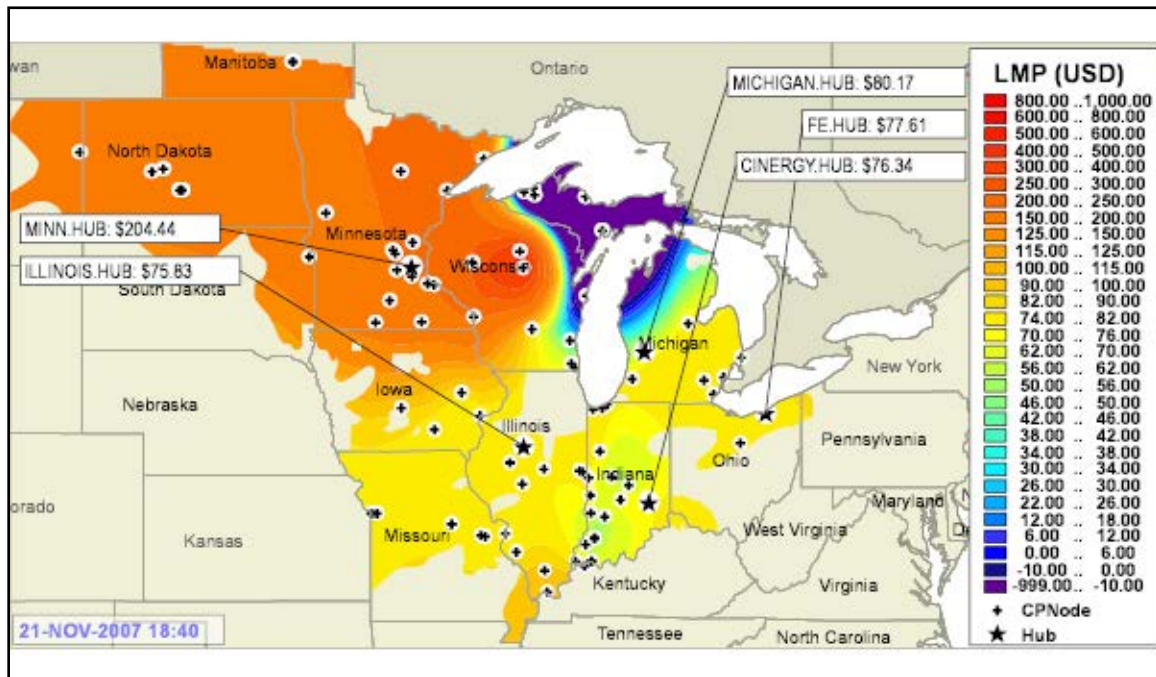 wan
Manitoba
Ontario
MICHIGAN.HUB: $80.17
FE.HUB: $77.61
CINERGY.HUB: $76.34
North Dakota
MINN.HUB: $204.44
Minnesota
ILLINOIS.HUB: $75.83
Wiscons
South Dakota
Michigan
New York
Iowa
Nebraska
Illinois
Pennsylvania
Ohio
Indiana
Maryland
N
De
orado
West Virginia
Missouri
Kansas
Kentucky
Virginia
21-NOV-2007 18:40
Tennessee
North Carolina
LMP (USD)
800.00 ..1,000.00
600.00 .. 800.00
500.00 .. 600.00
400.00 .. 500.00
300.00 .. 400.00
250.00 .. 300.00
200.00 .. 250.00
150.00 .. 200.00
125.00 .. 150.00
115.00 .. 125.00
100.00 .. 115.00
90.00 .. 100.00
82.00 .. 90.00
74.00 .. 82.00
70.00 .. 76.00
62.00 .. 70.00
56.00 .. 62.00
50.00 .. 56.00
46.00 .. 50.00
42.00 .. 46.00
38.00 .. 42.00
34.00 .. 38.00
30.00 .. 34.00
26.00 .. 30.00
22.00 .. 26.00
12.00 .. 18.00
6.00 .. 12.00
0.00 .. 6.00
-10.00 .. 0.00
-999.00 .. -10.00
CPNode
Hub